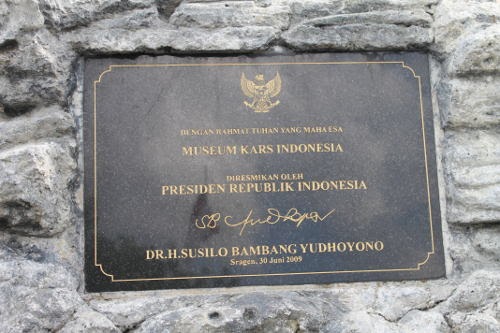 DENGAN RAHMAT TUHAN YANG MAHA ESA
MUSEUM KARS INDONESIA
DIRESMIKAN OLEH
PRESIDEN REPUBLIK INDONESIA
DR.H.SUSILO BAMBANG YUDHOYONO
Sragen, 30 Juni 2009